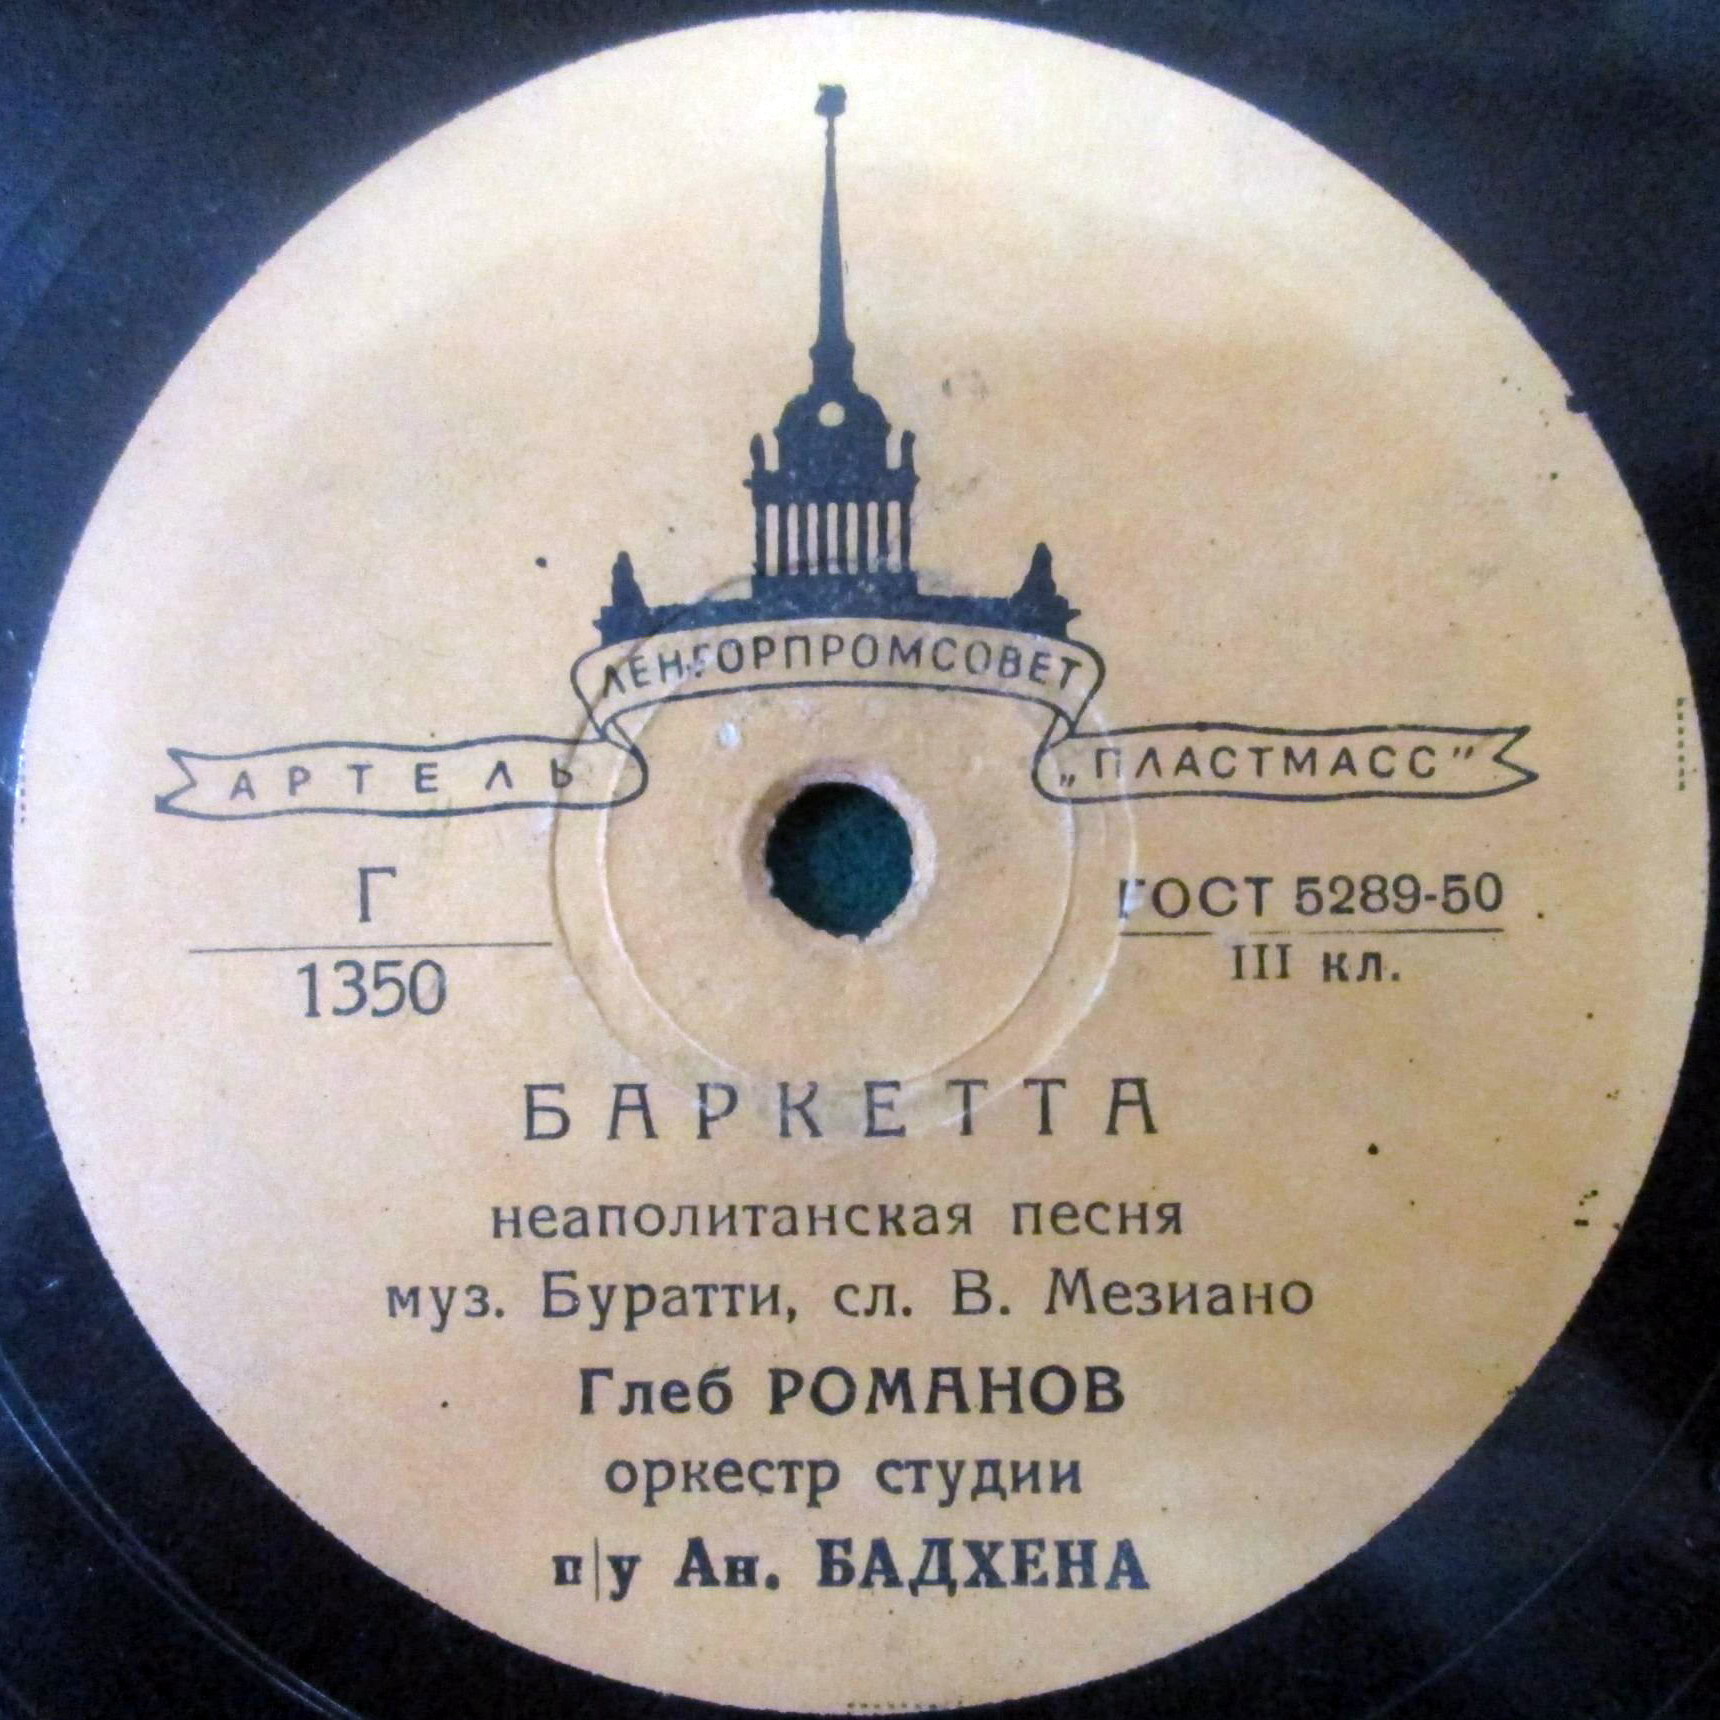 ЛЕНГОРПРОМСОВЕТ
АРТЕЛЬ „ПЛАСТМАСС"
Г
1350
ГОСТ 5289-50
III кл.
БАРКЕТТА
неаполитанская песня
муз. Буратти, сл. В. Мезиано
Глеб РОМАНОВ
оркестр студии
п/у Ан. БАДХЕНА